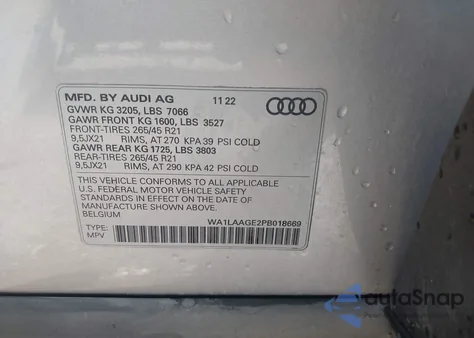 MFD. BY AUDI AG 11 22
GVWR KG 3205, LBS 7066
GAWR FRONT KG 1600, LBS 3527
FRONT-TIRES 265/45 R21
9,5JX21 RIMS, AT 270 KPA 39 PSI COLD
GAWR REAR KG 1725, LBS 3803
REAR-TIRES 265/45 R21
9,5JX21 RIMS, AT 290 KPA 42 PSI COLD
THIS VEHICLE CONFORMS TO ALL APPLICABLE
U.S. FEDERAL MOTOR VEHICLE SAFETY
STANDARDS IN EFFECT ON THE DATE OF
MANUFACTURE SHOWN ABOVE.
BELGIUM WA1LAAGE2PB018669
TYPE:
MPV
autoSnap